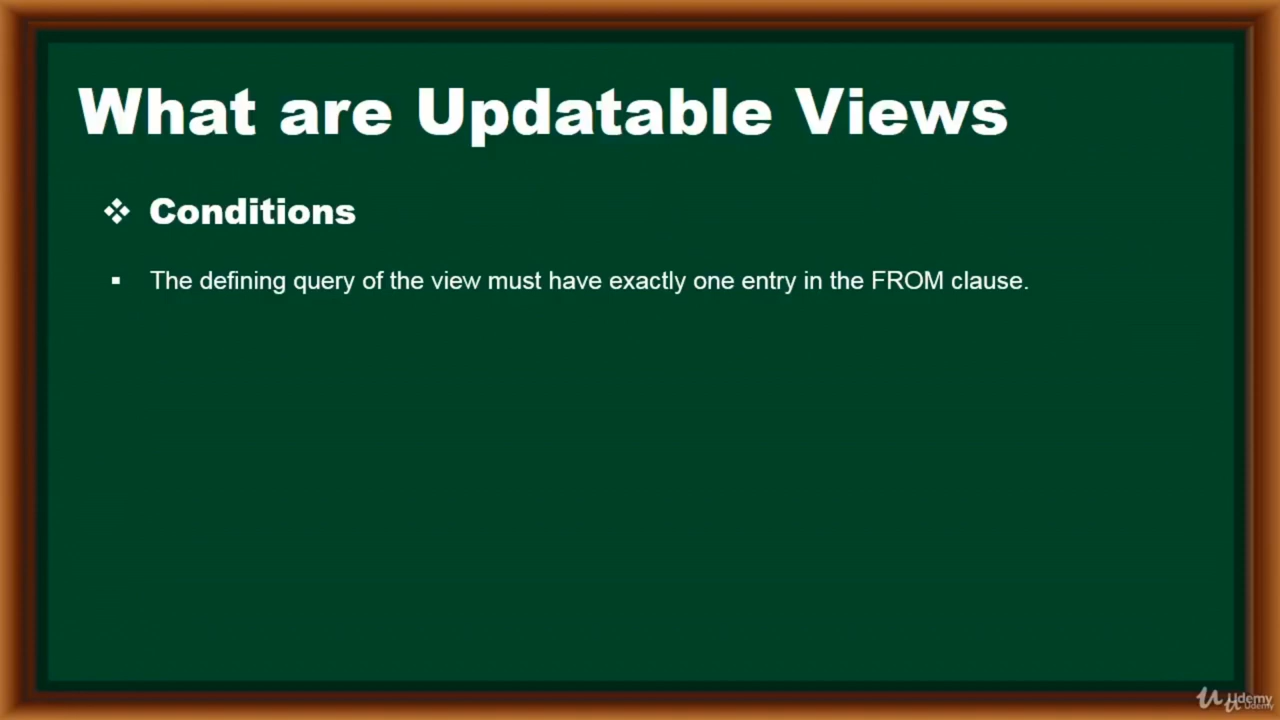 What are Updatable Views
❖ Conditions
▪ The defining query of the view must have exactly one entry in the FROM clause.
Udemy
Udemy